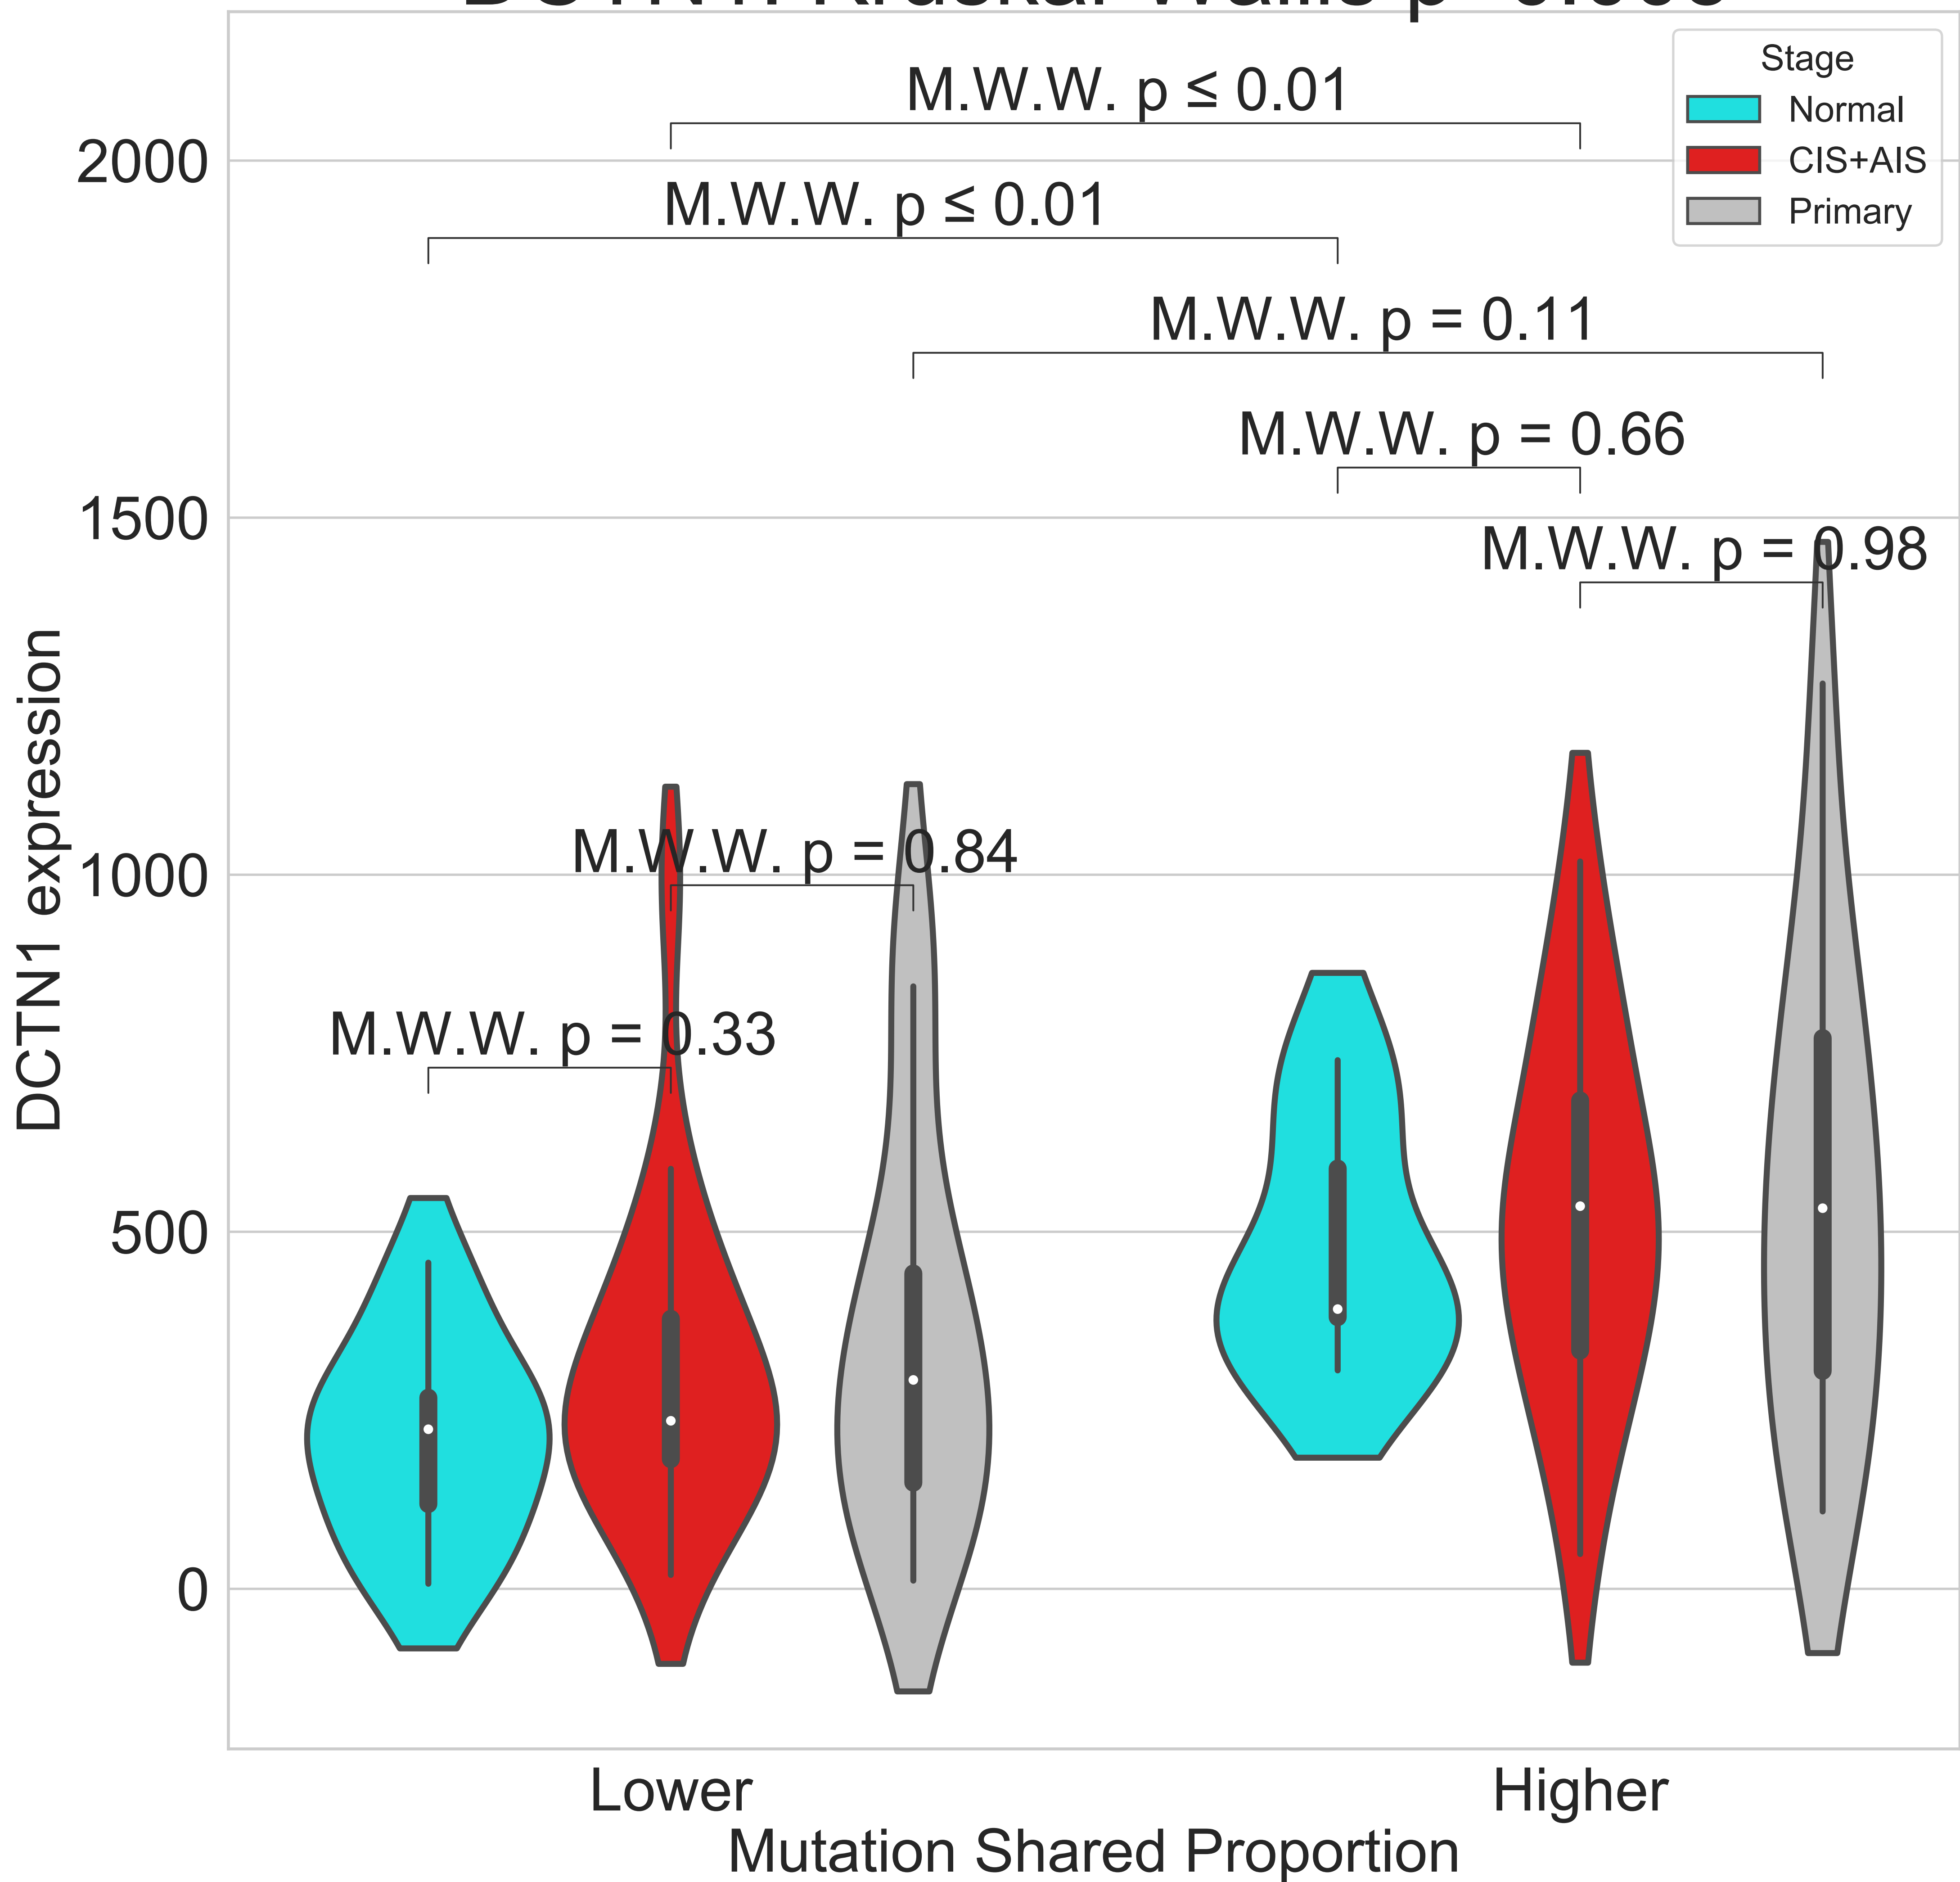 Stage
Normal
CIS+AIS
Primary
M.W.W. p ≤ 0.01
M.W.W. p ≤ 0.01
M.W.W. p = 0.11
M.W.W. p = 0.66
M.W.W. p = 0.98
M.W.W. p = 0.84
M.W.W. p = 0.33
2000
1500
1000
500
0
DCTN1 expression
Lower
Higher
Mutation Shared Proportion